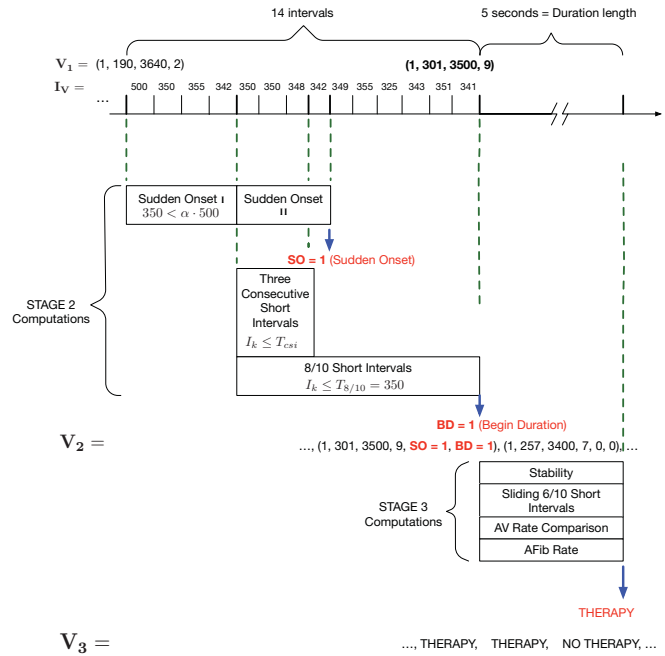 14 intervals
5 seconds = Duration length
V1 = (1, 190, 3640, 2)
(1, 301, 3500, 9)
IV =
... 500 350 355 342 350 350 348 342 349 355 325 343 351 341
Sudden Onset I
350 < α · 500
Sudden Onset
II
SO = 1 (Sudden Onset)
STAGE 2
Computations
Three
Consecutive
Short
Intervals
Ik ≤ Tcsi
8/10 Short Intervals
Ik ≤ T8/10 = 350
BD = 1 (Begin Duration)
V2 =
..., (1, 301, 3500, 9, SO = 1, BD = 1), (1, 257, 3400, 7, 0, 0), ...
STAGE 3
Computations
Stability
Sliding 6/10 Short
Intervals
AV Rate Comparison
AFib Rate
THERAPY
V3 =
..., THERAPY, THERAPY, NO THERAPY, ...